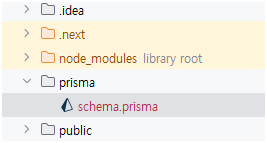 .idea
.next
node_modules library root
prisma
schema.prisma
public